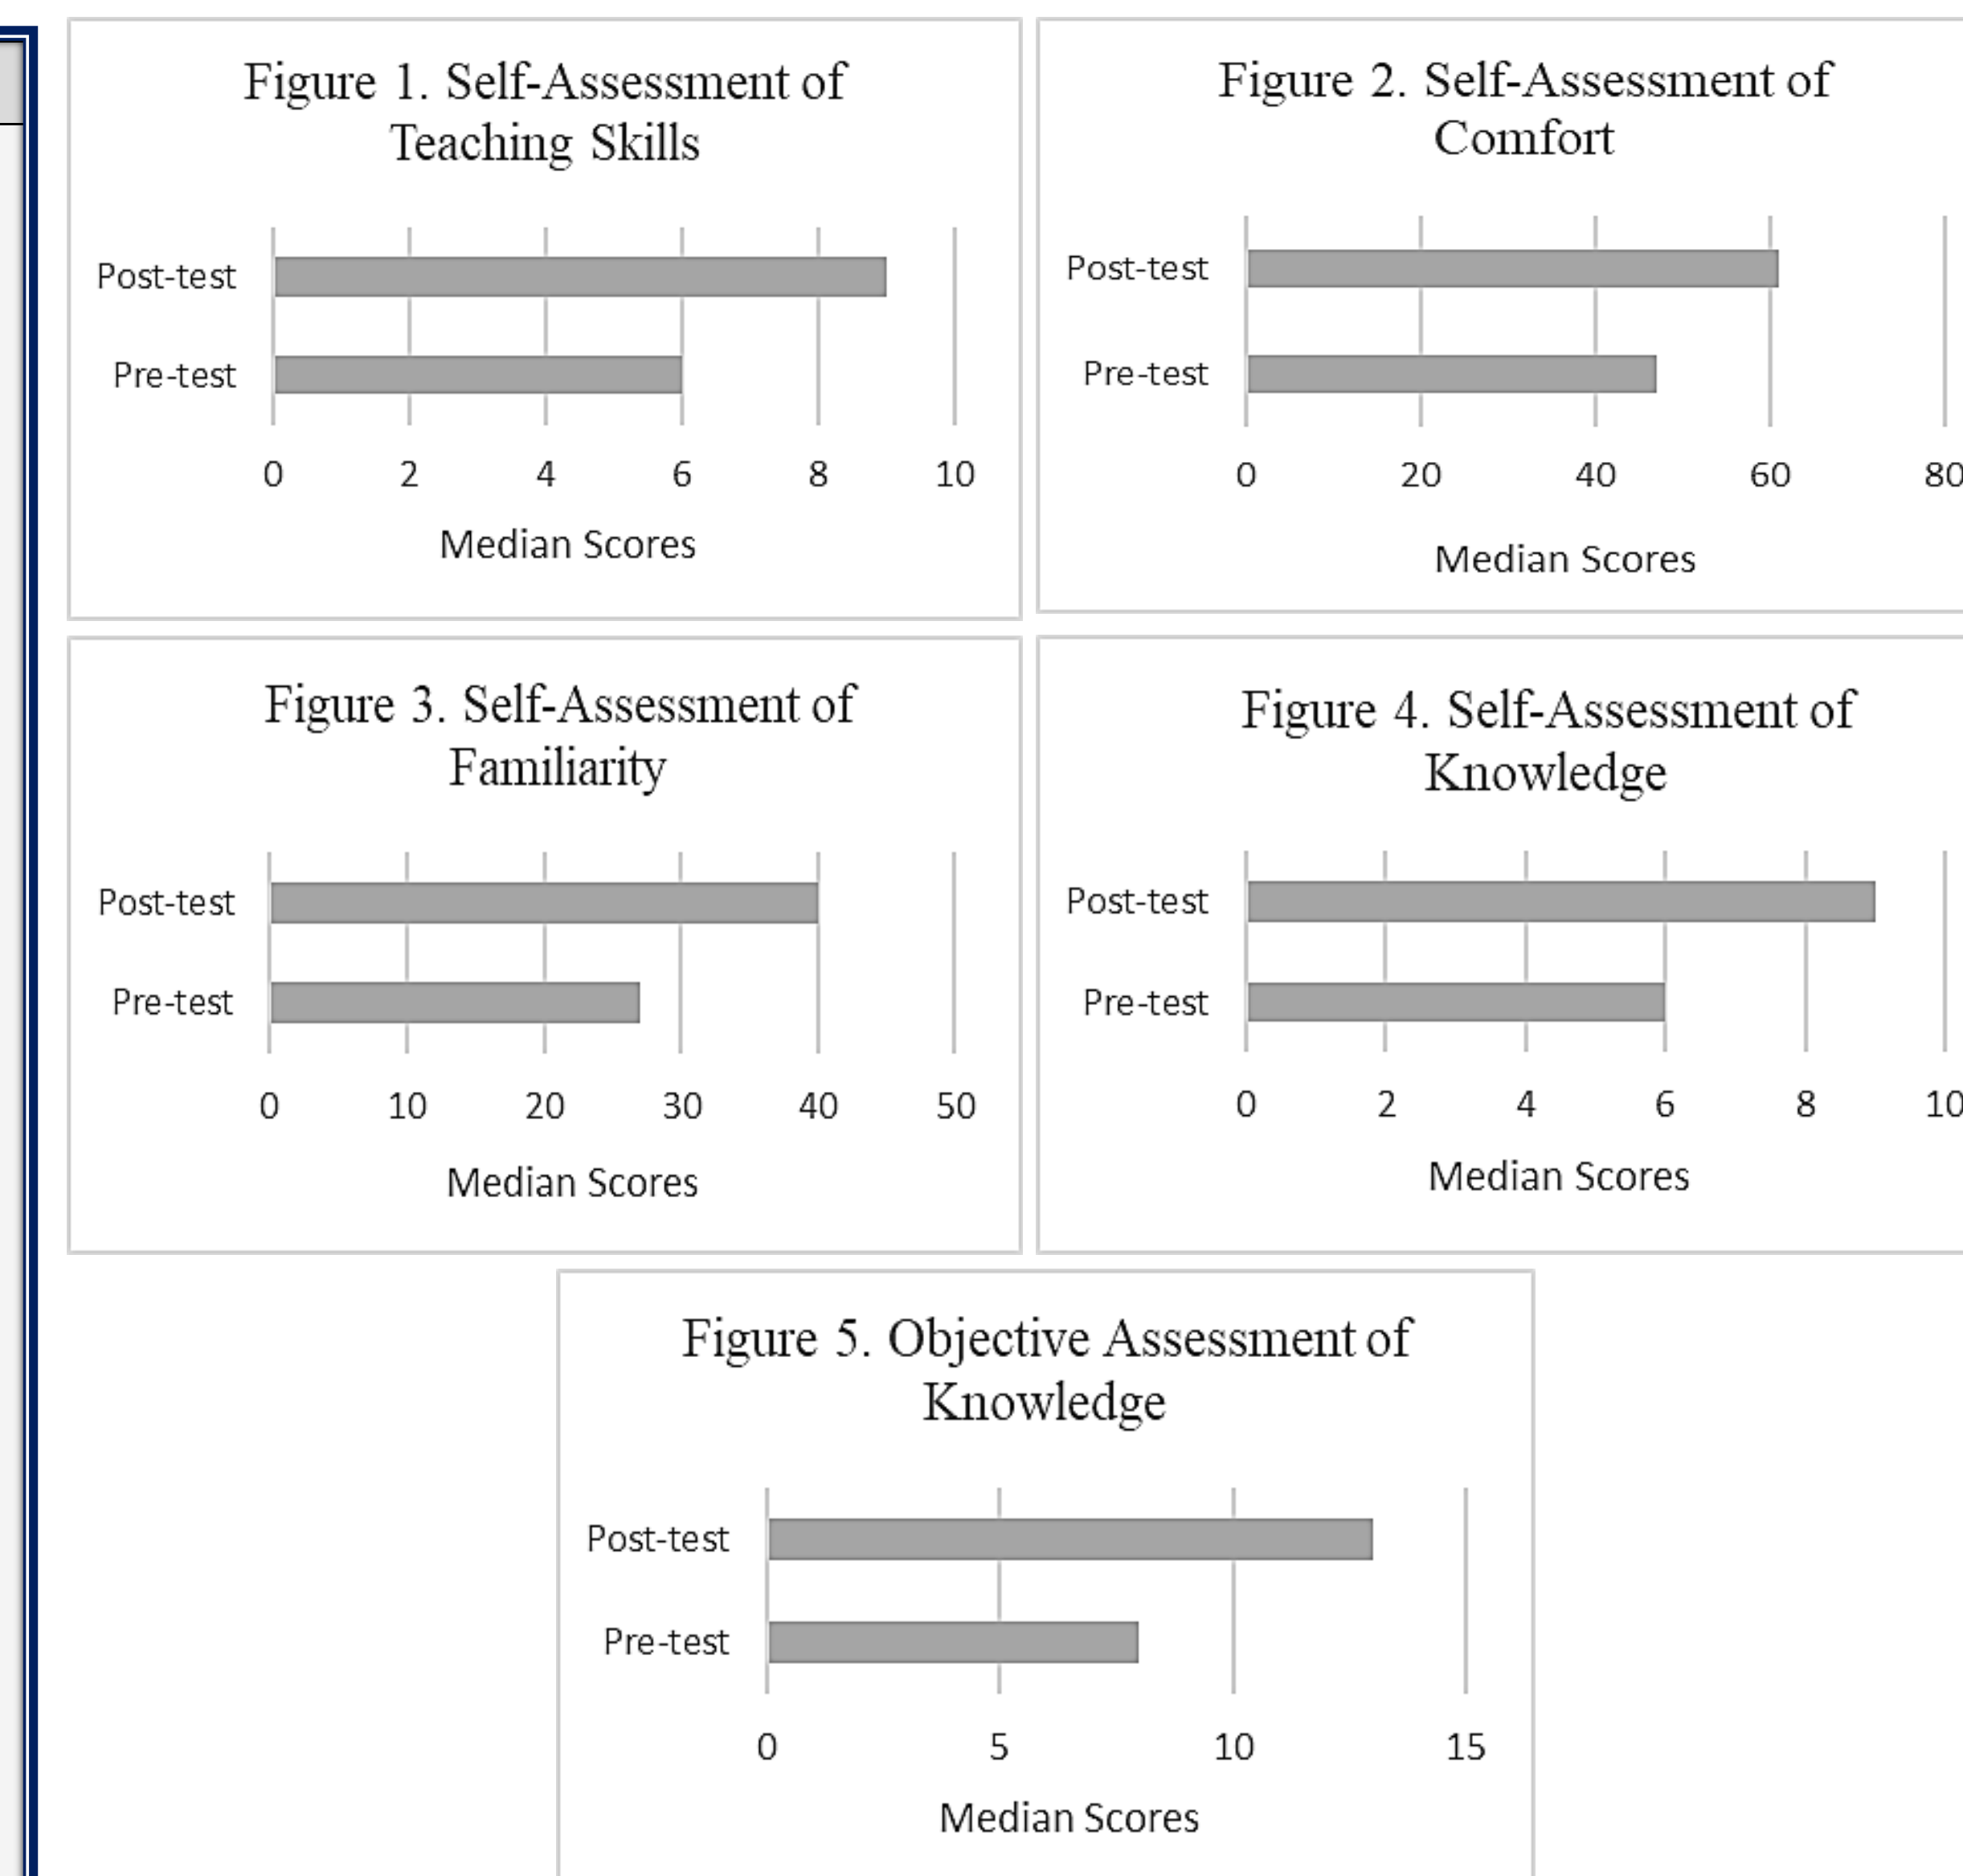 Figure 1. Self-Assessment of
Teaching Skills
Post-test
Pre-test
0 2 4 6 8 10
Median Scores
Figure 2. Self-Assessment of
Comfort
Post-test
Pre-test
0 20 40 60 80
Median Scores
Figure 3. Self-Assessment of
Familiarity
Post-test
Pre-test
0 10 20 30 40 50
Median Scores
Figure 4. Self-Assessment of
Knowledge
Post-test
Pre-test
0 2 4 6 8 10
Median Scores
Figure 5. Objective Assessment of
Knowledge
Post-test
Pre-test
0 5 10 15
Median Scores